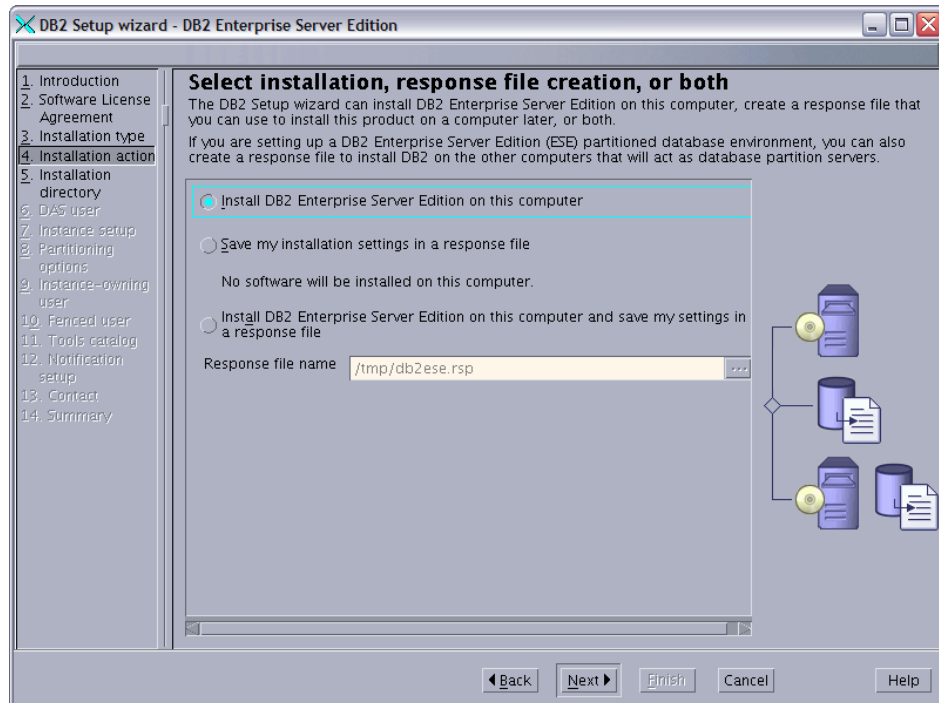 DB2 Setup wizard - DB2 Enterprise Server Edition
1. Introduction
2. Software License
Agreement
3. Installation type
4. Installation action
5. Installation
directory
6. DAS user
7. Instance setup
8. Partitioning
options
9. Instance-owning
user
10. Fenced user
11. Tools catalog
12. Notification
setup
13. Contact
14. Summary
Select installation, response file creation, or both
The DB2 Setup wizard can install DB2 Enterprise Server Edition on this computer, create a response file that
you can use to install this product on a computer later, or both.
If you are setting up a DB2 Enterprise Server Edition (ESE) partitioned database environment, you can also
create a response file to install DB2 on the other computers that will act as database partition servers.
Install DB2 Enterprise Server Edition on this computer
Save my installation settings in a response file
No software will be installed on this computer.
Install DB2 Enterprise Server Edition on this computer and save my settings in
a response file
Response file name /tmp/db2ese.rsp ...
Back Next Finish Cancel Help